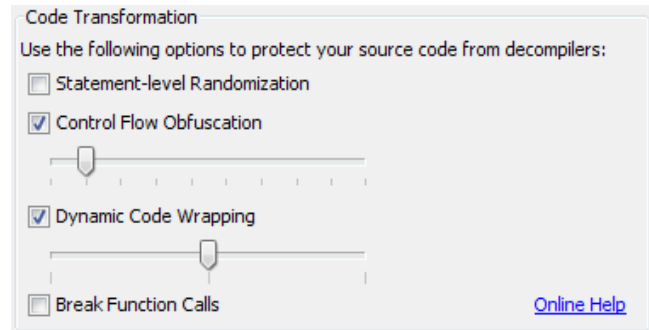 Code Transformation
Use the following options to protect your source code from decompilers:
Statement-level Randomization
Control Flow Obfuscation
Dynamic Code Wrapping
Break Function Calls
Online Help